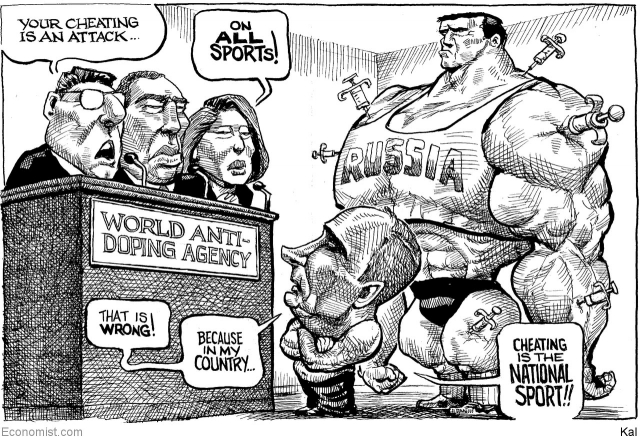 YOUR CHEATING
IS AN ATTACK...
ON
ALL
SPORTS!
RUSSIA
WORLD ANTI-
DOPING AGENCY
THAT IS
WRONG!
BECAUSE
IN MY
COUNTRY...
CHEATING
IS THE
NATIONAL
SPORT!!
Economist.com
Kal